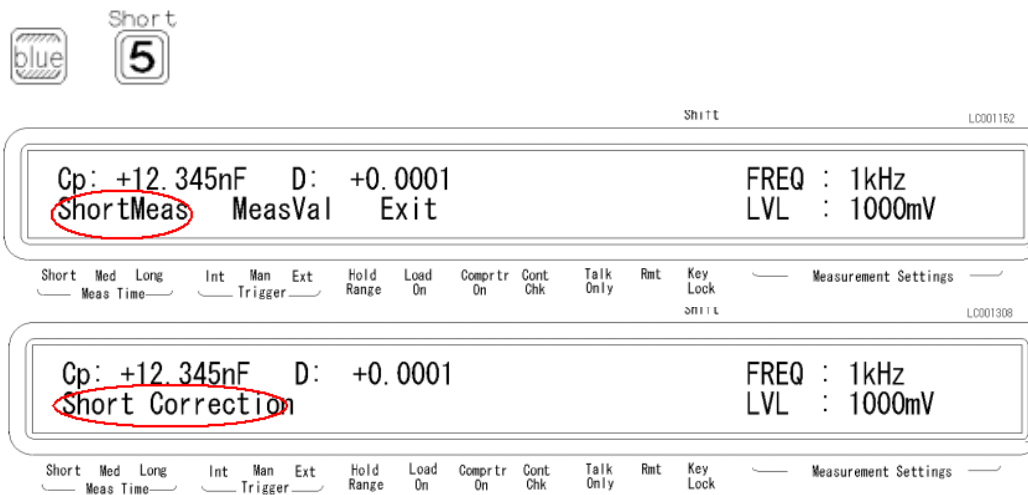 Short
blue 5
Shift LC001152
Cp: +12.345nF D: +0.0001 FREQ : 1kHz
ShortMeas MeasVal Exit LVL : 1000mV
Short Med Long Int Man Ext Hold Load Comprtr Cont Talk Rmt Key Measurement Settings
Meas Time Trigger Range On On Chk Only Lock
Shift LC001308
Cp: +12.345nF D: +0.0001 FREQ : 1kHz
Short Correction LVL : 1000mV
Short Med Long Int Man Ext Hold Load Comprtr Cont Talk Rmt Key Measurement Settings
Meas Time Trigger Range On On Chk Only Lock